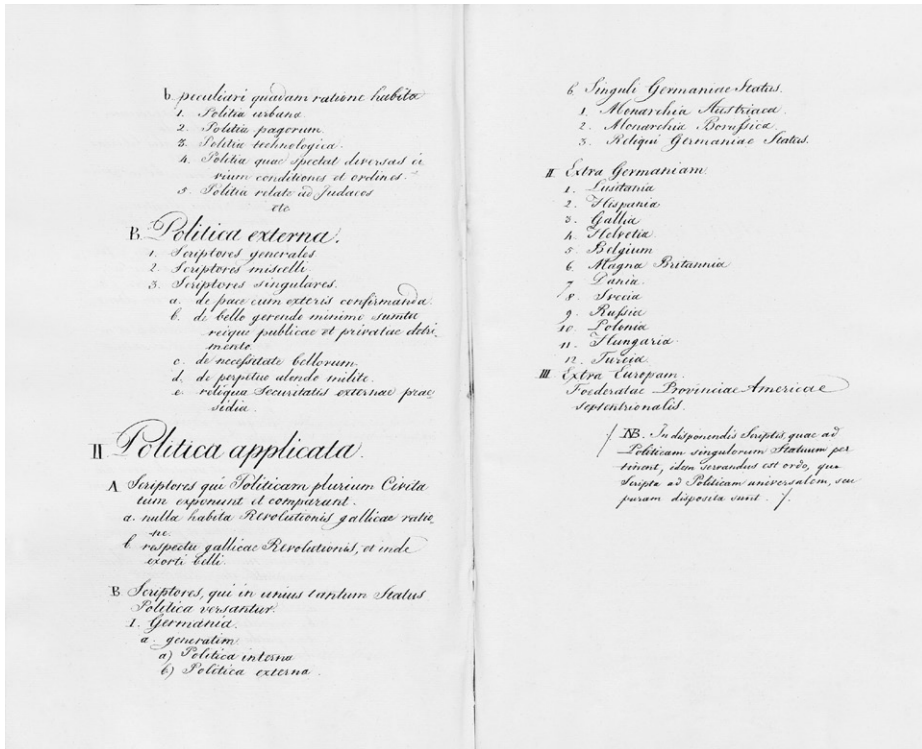 b. peculiari quadam ratione habita
1. Politia urbana.
2. Politia pagorum.
3. Politia technologica.
4. Politia quae spectat diversas ci
vium conditiones et ordines.
5. Politia relate ad Judaeos
etc
B. Politica externa.
1. Scriptores generales
2. Scriptores miscelli.
3. Scriptores singulares.
a. de pace cum exteris confirmanda.
b. de bello gerendo minimo sumtu
reique publicae et privatae detri-
mento.
c. de necessitate bellorum.
d. de perpetuo alendo milite.
e. reliqua Securitatis externae prae-
sidia.
II Politica applicata.
A Scriptores qui Politicam plurium Civita
tum exponunt et comparant.
a. nulla habita Revolutionis gallicae ratio-
ne.
b. respectu gallicae Revolutionis, et inde
exorti belli.
B Scriptores, qui in unius tantum Status
Politica versantur.
I. Germania.
a. generatim
a) Politica interna
b) Politica externa.
b. Singuli Germaniae Status.
1. Monarchia Austriaca.
2. Monarchia Borussica.
3. Reliqui Germaniae Status.
II. Extra Germaniam.
1. Lusitania
2. Hispania
3. Gallia
4. Helvetia
5. Belgium
6. Magna Britannia
7. Dania.
8. Svecia
9. Russia
10. Polonia
11. Hungaria.
12. Turcia.
III. Extra Europam.
Foederatae Provinciae Americae
septentrionalis.
/ NB. In disponendis Scriptis, quae ad
Politicam singulorum Statuum per
tinent, idem servandus est ordo, quo
Scripta ad Politicam universalem, seu
puram disposita sunt. /.